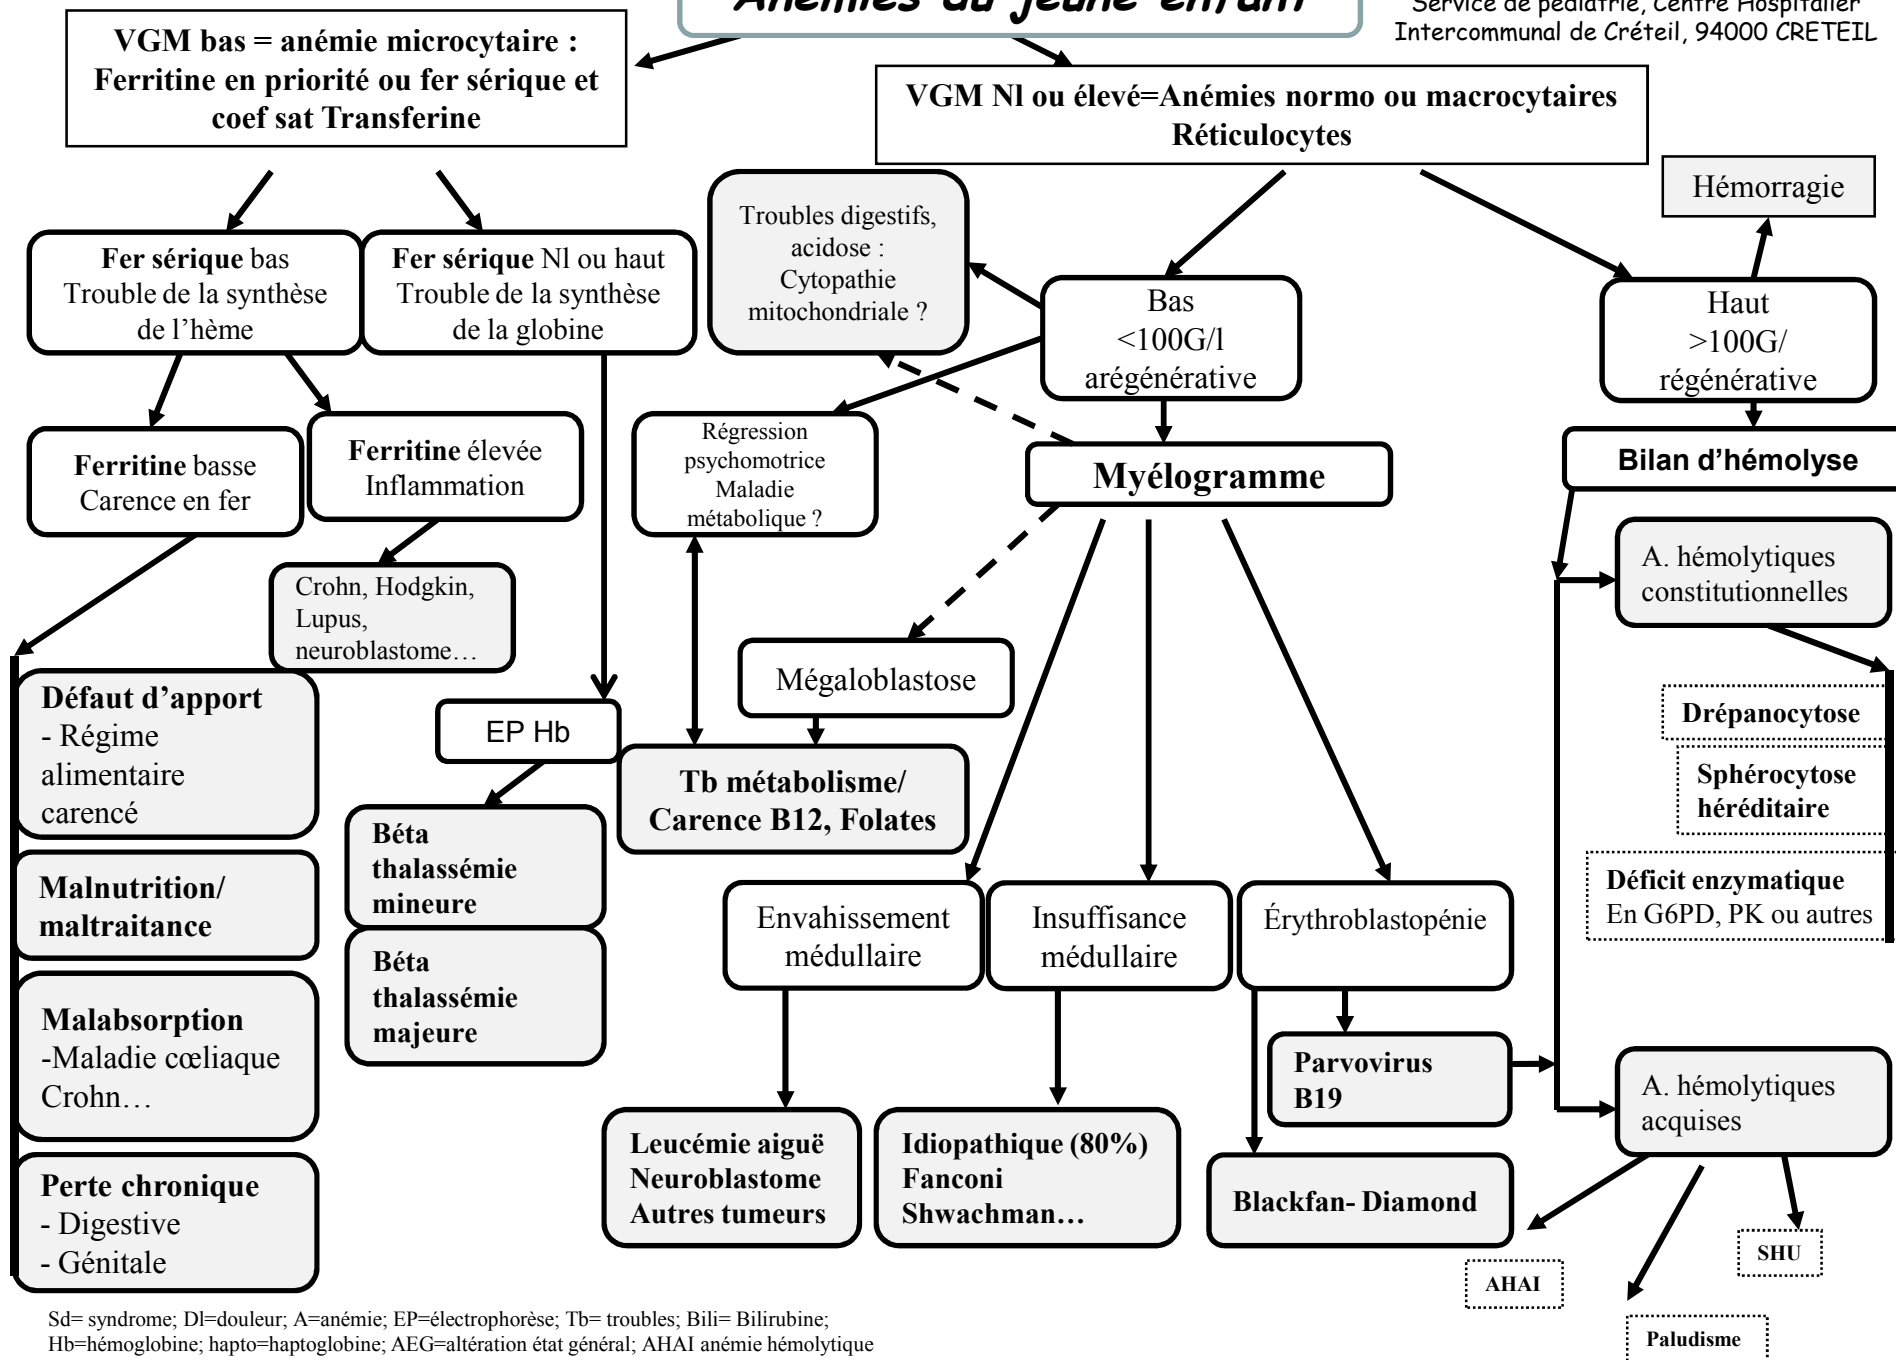 Anémies du jeune enfant
Service de pédiatrie, Centre Hospitalier
Intercommunal de Créteil, 94000 CRETEIL
VGM bas = anémie microcytaire :
Ferritine en priorité ou fer sérique et
coef sat Transferine
VGM Nl ou élevé=Anémies normo ou macrocytaires
Réticulocytes
Hémorragie
Troubles digestifs,
acidose :
Cytopathie
mitochondriale ?
Fer sérique bas
Trouble de la synthèse
de l’hème
Fer sérique Nl ou haut
Trouble de la synthèse
de la globine
Bas
<100G/l
arégénérative
Haut
>100G/
régénérative
Ferritine basse
Carence en fer
Ferritine élevée
Inflammation
Régression
psychomotrice
Maladie
métabolique ?
Myélogramme
Bilan d’hémolyse
Crohn, Hodgkin,
Lupus,
neuroblastome…
A. hémolytiques
constitutionnelles
Défaut d’apport
- Régime
alimentaire
carencé
EP Hb
Mégaloblastose
Drépanocytose
Sphérocytose
héréditaire
Tb métabolisme/
Carence B12, Folates
Béta
thalassémie
mineure
Déficit enzymatique
En G6PD, PK ou autres
Malnutrition/
maltraitance
Envahissement
médullaire
Insuffisance
médullaire
Érythroblastopénie
Béta
thalassémie
majeure
Malabsorption
-Maladie cœliaque
Crohn…
Parvovirus
B19
A. hémolytiques
acquises
Leucémie aiguë
Neuroblastome
Autres tumeurs
Idiopathique (80%)
Fanconi
Shwachman…
Blackfan- Diamond
Perte chronique
- Digestive
- Génitale
SHU
AHAI
Paludisme
Sd= syndrome; Dl=douleur; A=anémie; EP=électrophorèse; Tb= troubles; Bili= Bilirubine;
Hb=hémoglobine; hapto=haptoglobine; AEG=altération état général; AHAI anémie hémolytique